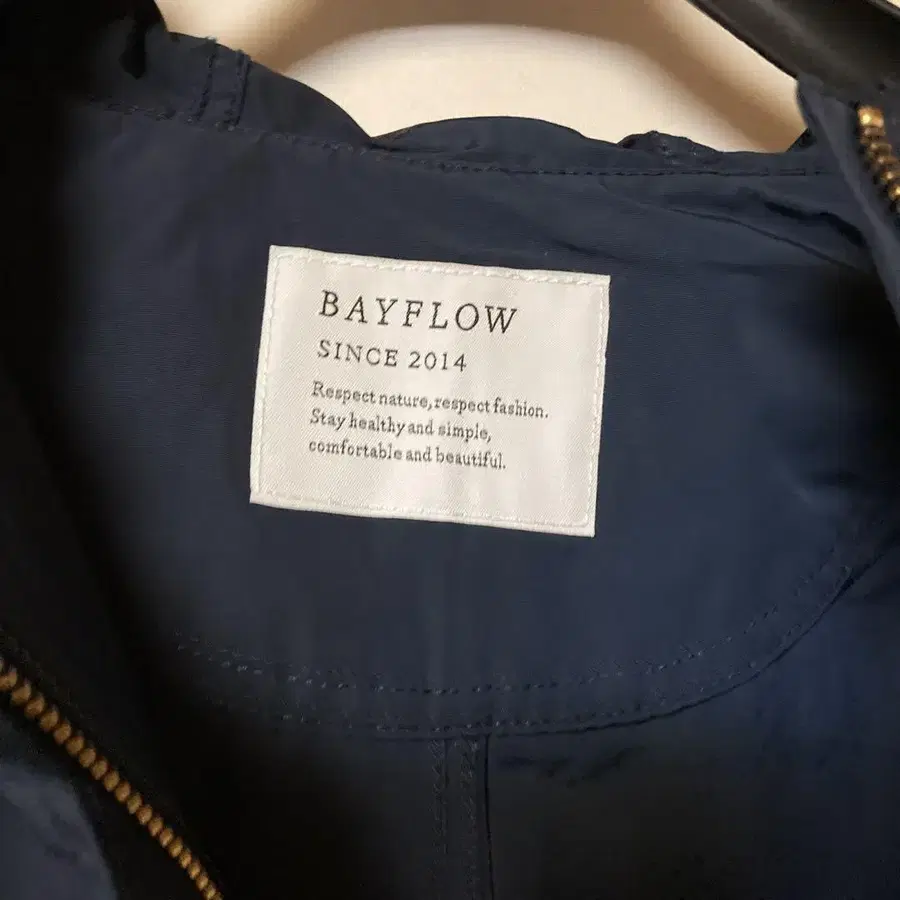 BAYFLOW
SINCE 2014
Respect nature, respect fashion.
Stay healthy and simple,
comfortable and beautiful.